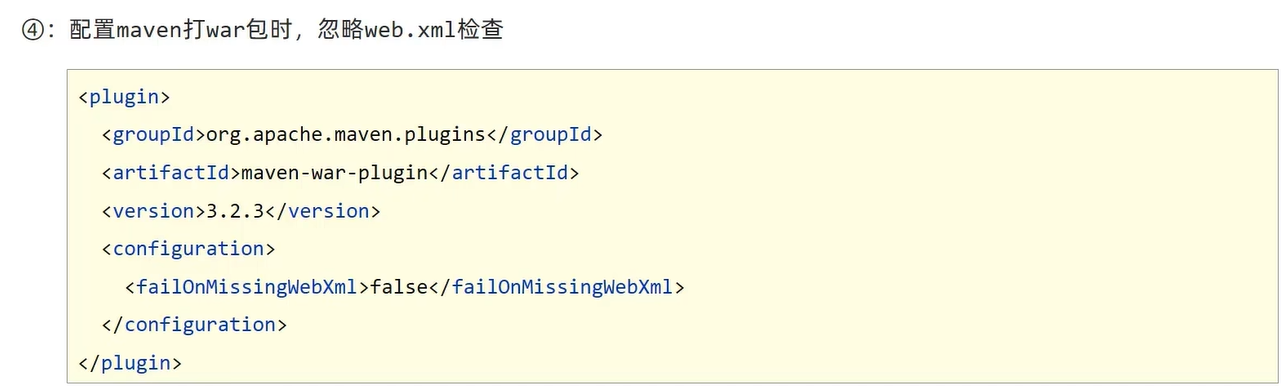 ④：配置maven打war包时，忽略web.xml检查
<plugin>
  <groupId>org.apache.maven.plugins</groupId>
  <artifactId>maven-war-plugin</artifactId>
  <version>3.2.3</version>
  <configuration>
    <failOnMissingWebXml>false</failOnMissingWebXml>
  </configuration>
</plugin>